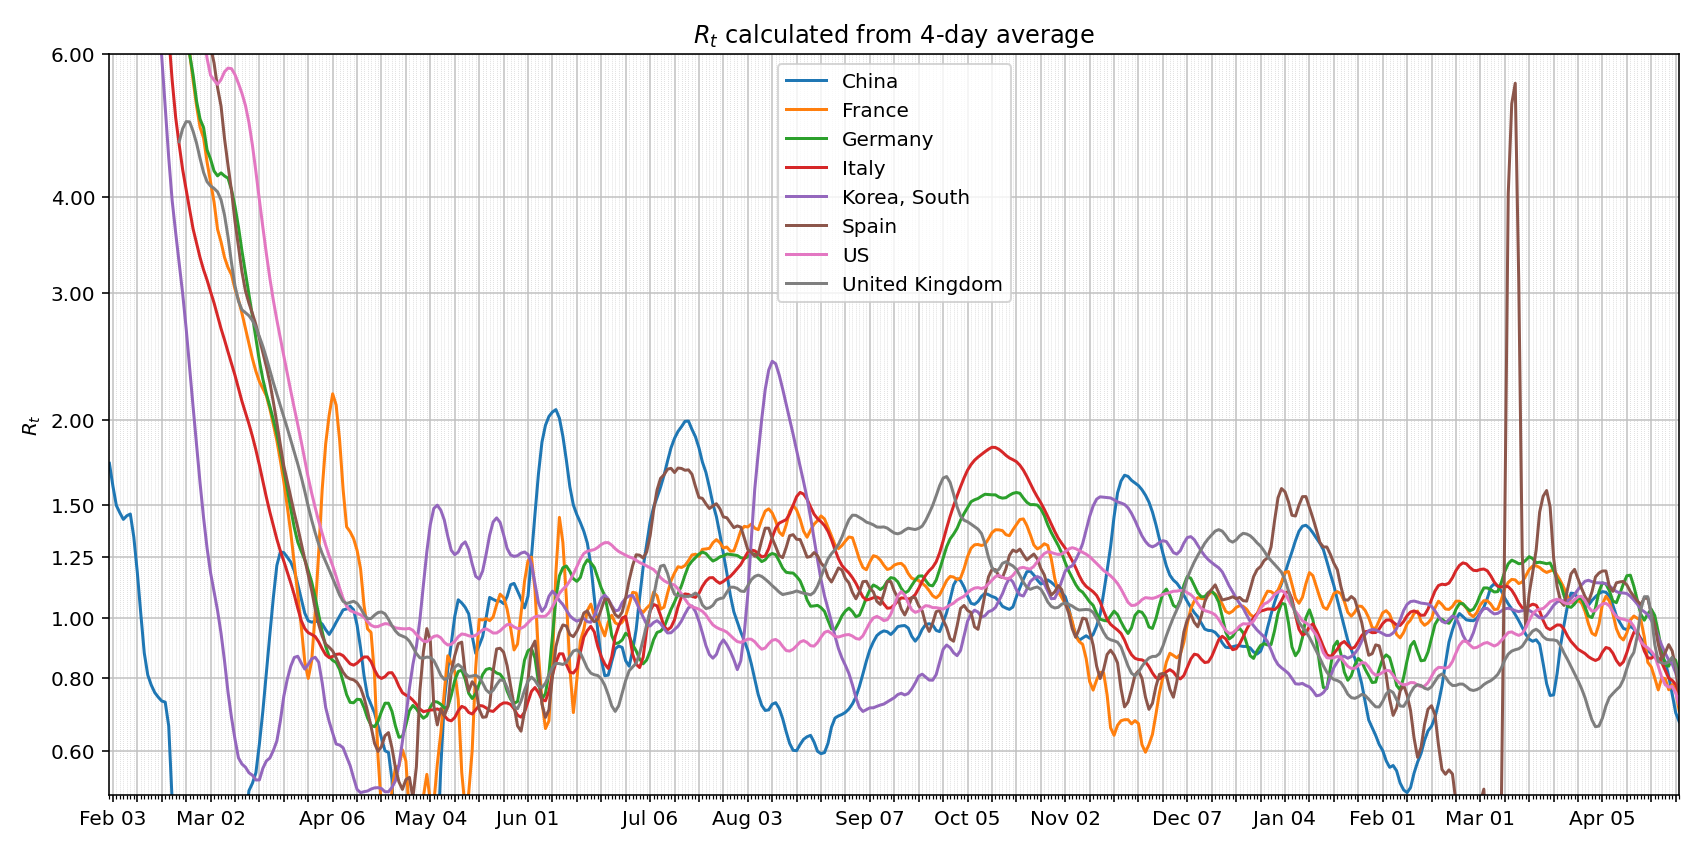 Rt calculated from 4-day average
Rt
6.00
4.00
3.00
2.00
1.50
1.25
1.00
0.80
0.60
China
France
Germany
Italy
Korea, South
Spain
US
United Kingdom
Feb 03 Mar 02 Apr 06 May 04 Jun 01 Jul 06 Aug 03 Sep 07 Oct 05 Nov 02 Dec 07 Jan 04 Feb 01 Mar 01 Apr 05